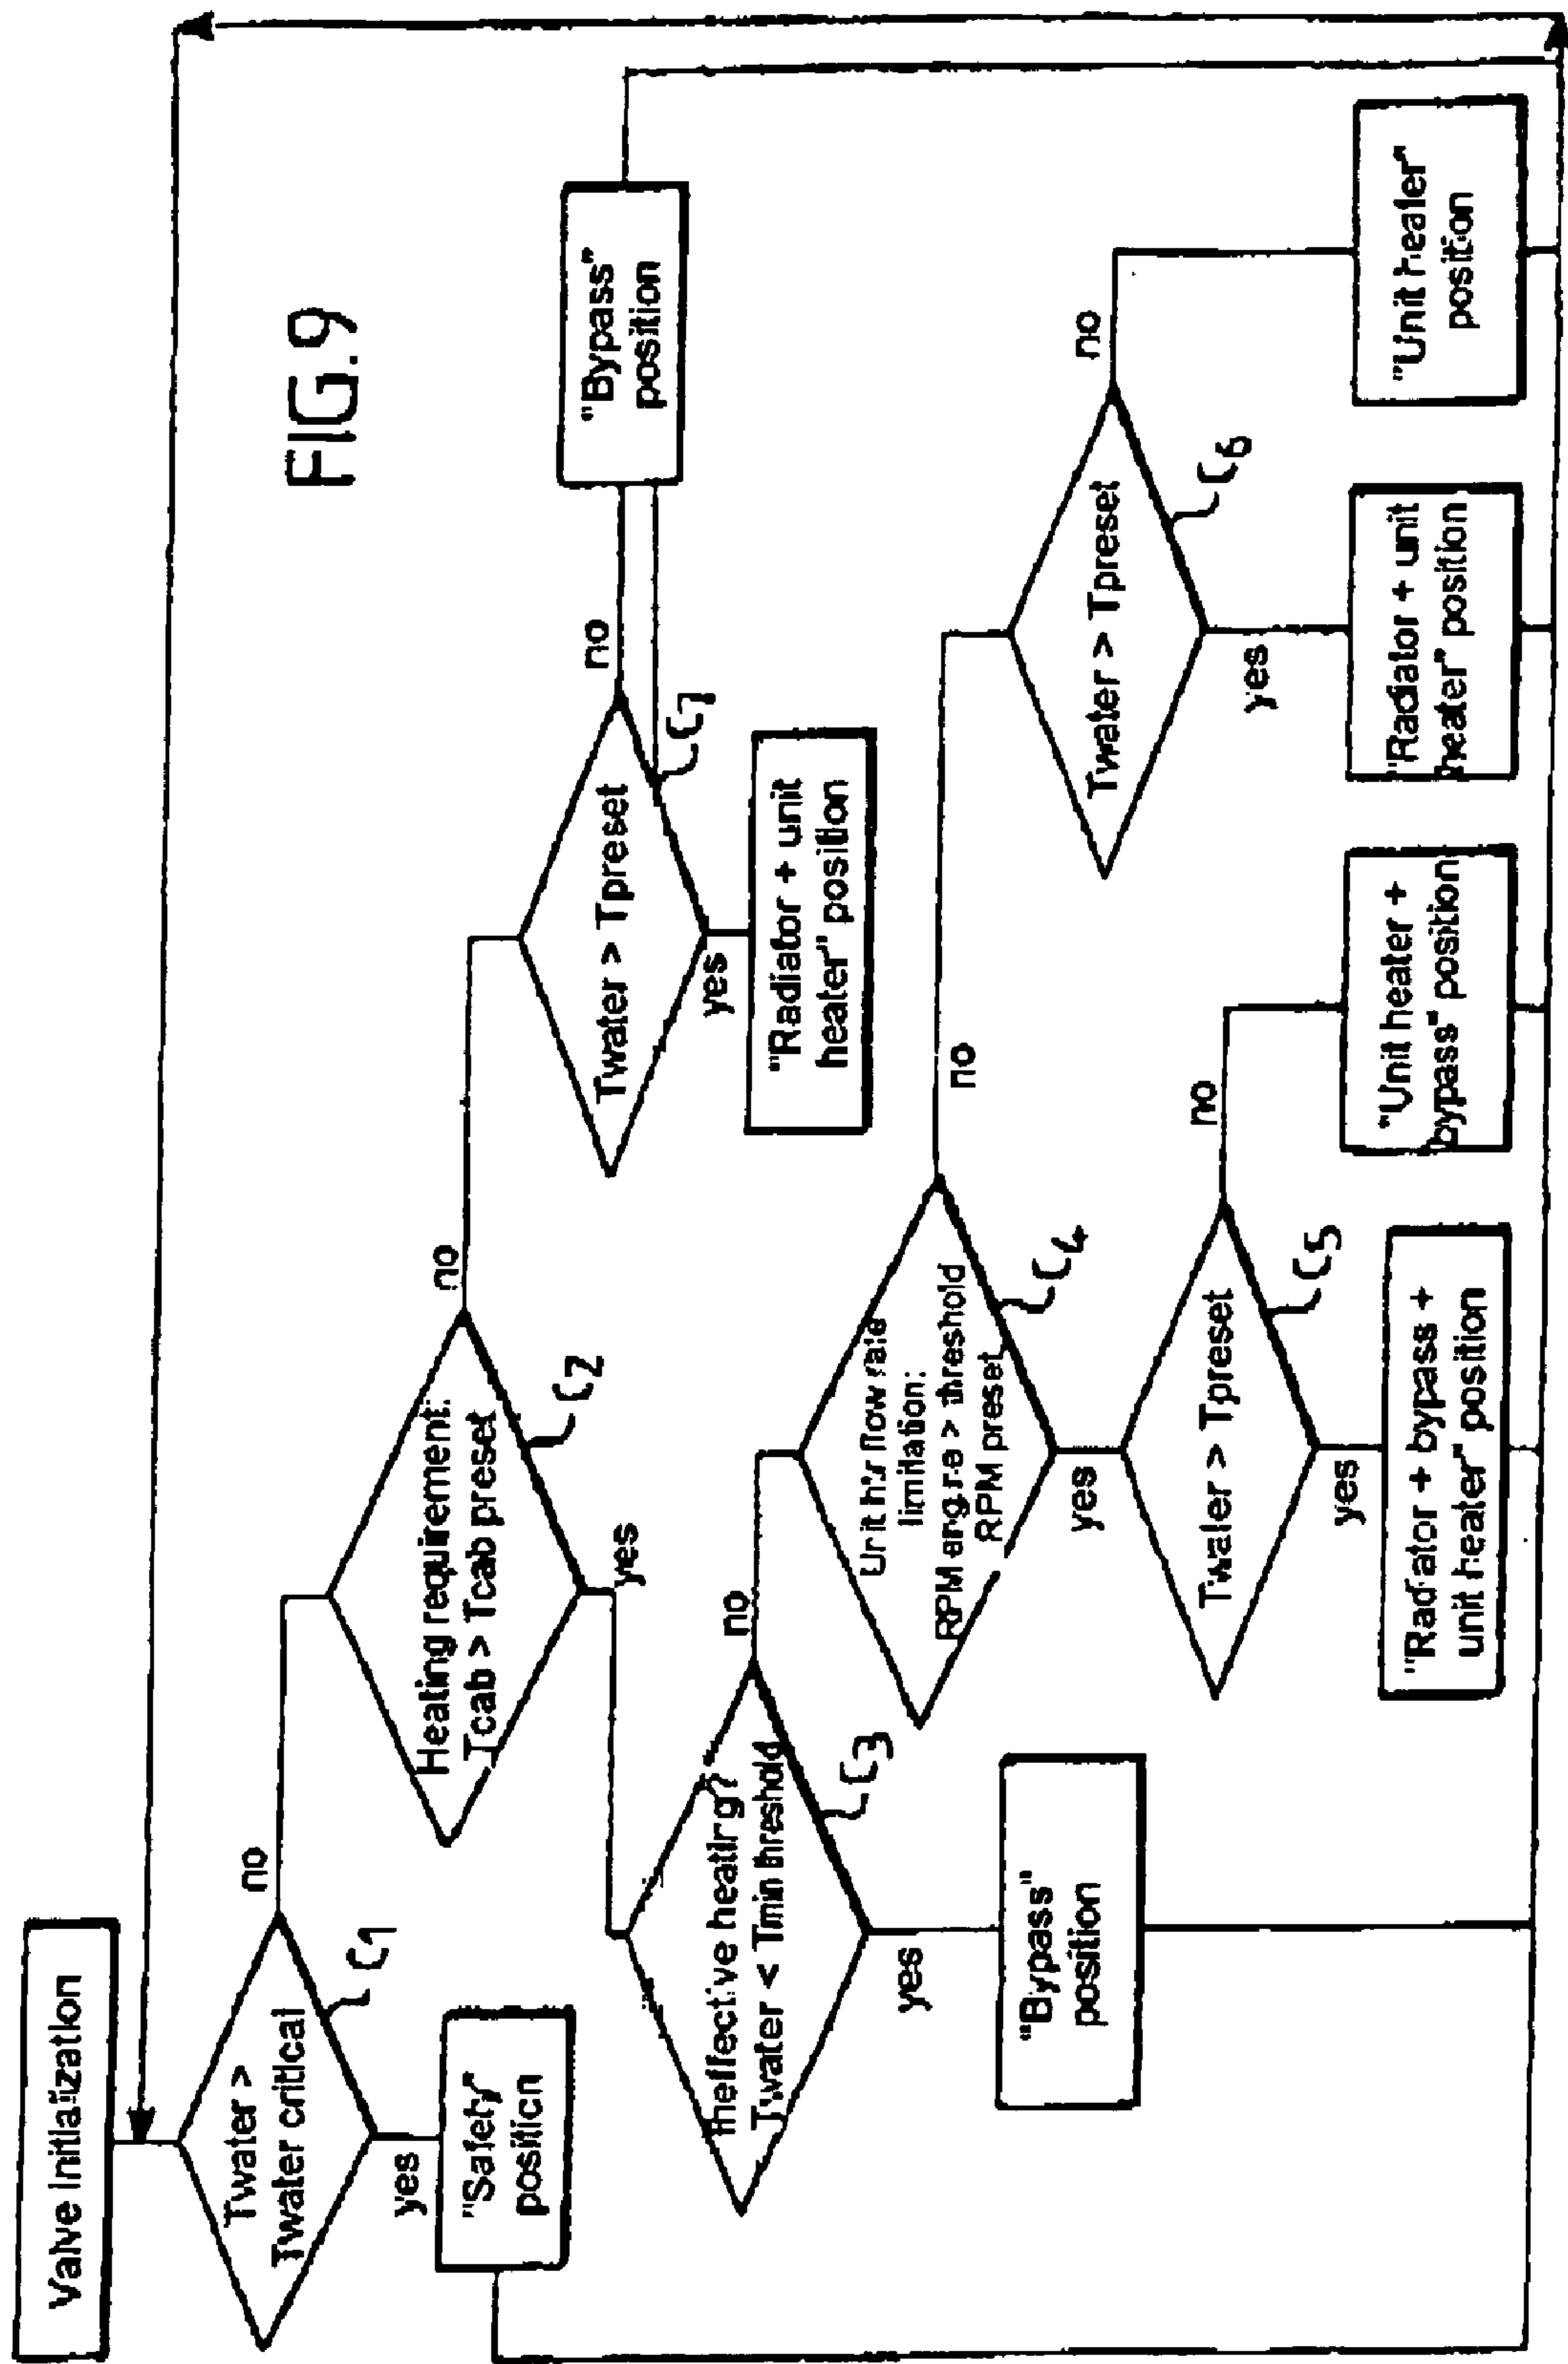 FIG.9
Valve Initialization
Twater >
Twater critical
C1
no
yes
"Safety"
position
Heating requirement:
Tcab > Tcab preset
C2
no
yes
Twater > Tpreset
C7
no
yes
"Bypass"
position
"Radiator + unit
heater" position
Ineffective heating?
Twater < Tmin threshold
C3
no
yes
"Bypass"
position
Unit htr flow rate
limitation:
RPM engine > threshold
RPM preset
C4
no
yes
Twater > Tpreset
C5
no
yes
"Radiator + bypass +
unit heater" position
"Unit heater +
bypass" position
Twater > Tpreset
C6
no
yes
"Radiator + unit
heater" position
"Unit heater"
position